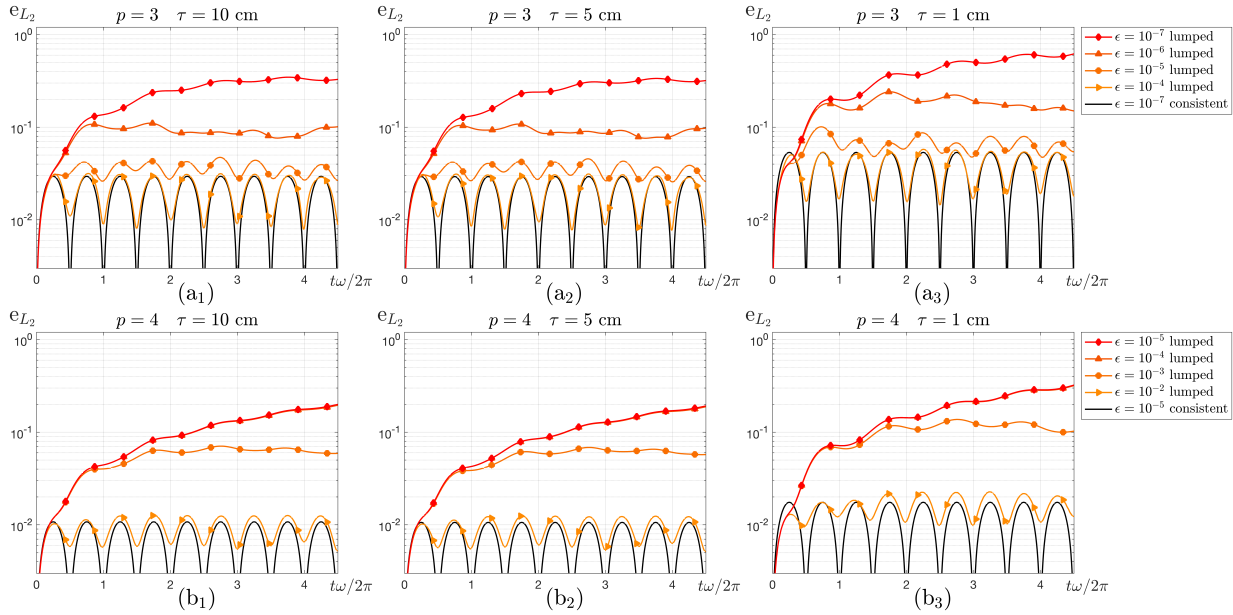 e_{L_2}
p = 3 τ = 10 cm
10^0
10^{-1}
10^{-2}
0 1 2 3 4 tω/2π
(a_1)
e_{L_2}
p = 3 τ = 5 cm
10^0
10^{-1}
10^{-2}
0 1 2 3 4 tω/2π
(a_2)
e_{L_2}
p = 3 τ = 1 cm
10^0
10^{-1}
10^{-2}
0 1 2 3 4 tω/2π
(a_3)
ϵ = 10^{-7} lumped
ϵ = 10^{-6} lumped
ϵ = 10^{-5} lumped
ϵ = 10^{-4} lumped
ϵ = 10^{-7} consistent
e_{L_2}
p = 4 τ = 10 cm
10^0
10^{-1}
10^{-2}
0 1 2 3 4 tω/2π
(b_1)
e_{L_2}
p = 4 τ = 5 cm
10^0
10^{-1}
10^{-2}
0 1 2 3 4 tω/2π
(b_2)
e_{L_2}
p = 4 τ = 1 cm
10^0
10^{-1}
10^{-2}
0 1 2 3 4 tω/2π
(b_3)
ϵ = 10^{-5} lumped
ϵ = 10^{-4} lumped
ϵ = 10^{-3} lumped
ϵ = 10^{-2} lumped
ϵ = 10^{-5} consistent